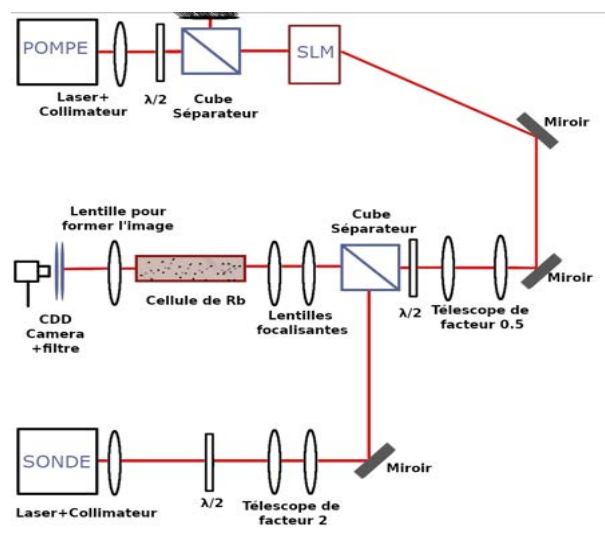 POMPE
SLM
Laser+
Collimateur
λ/2
Cube
Séparateur
Miroir
Lentille pour
former l'image
Cube
Séparateur
Cellule de Rb
Lentilles
focalisantes
λ/2
Télescope de
facteur 0.5
Miroir
CDD
Camera
+filtre
SONDE
Laser+Collimateur
λ/2
Télescope de
facteur 2
Miroir